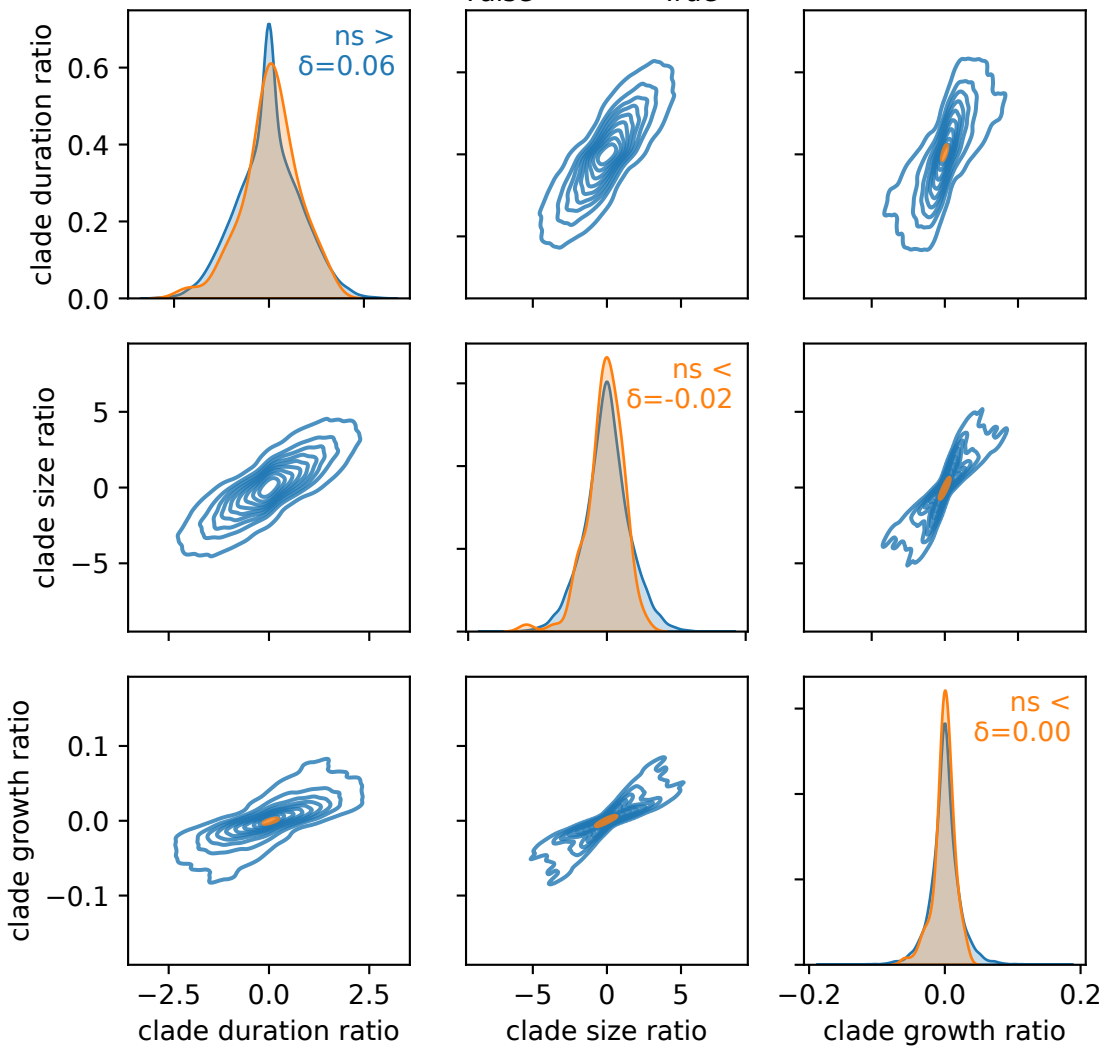 clade duration ratio
0.6
0.4
0.2
0.0
ns >
δ=0.06
clade size ratio
5
0
−5
ns <
δ=-0.02
clade growth ratio
0.1
0.0
−0.1
ns <
δ=0.00
−2.5 0.0 2.5
−5 0 5
−0.2 0.0 0.2
clade duration ratio
clade size ratio
clade growth ratio